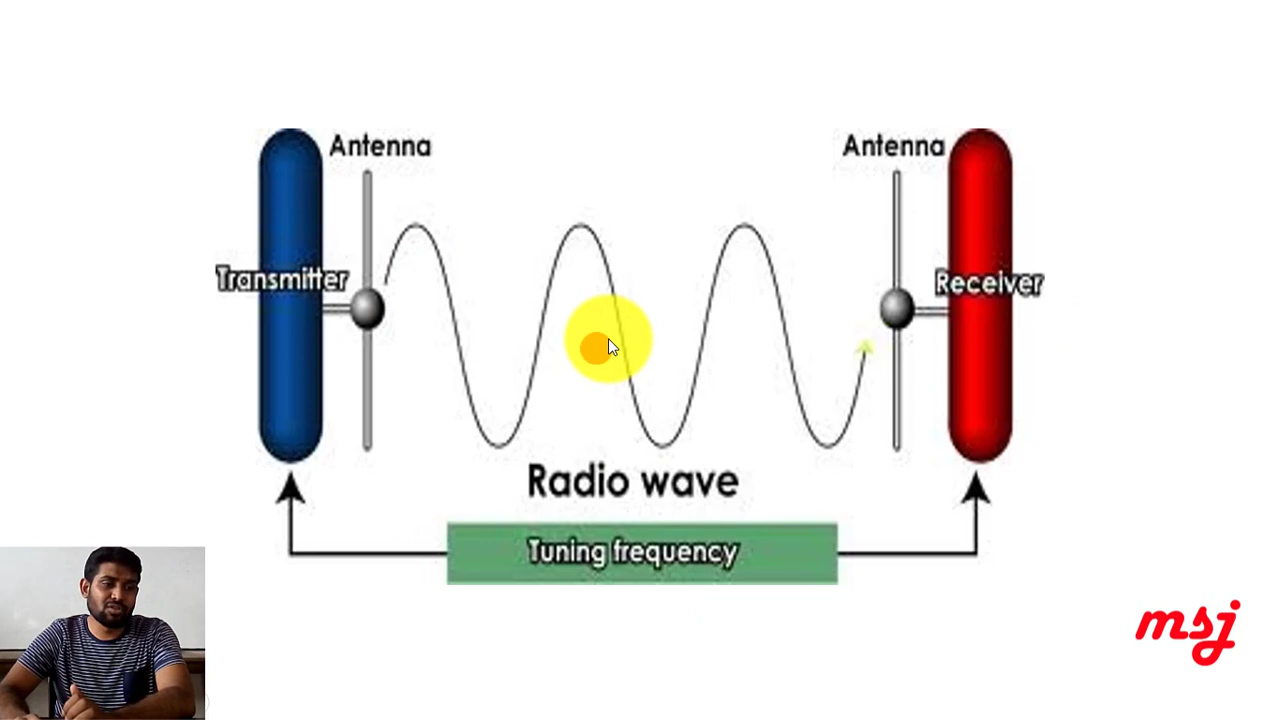 Antenna
Antenna
Transmitter
Receiver
Radio wave
Tuning frequency
msj